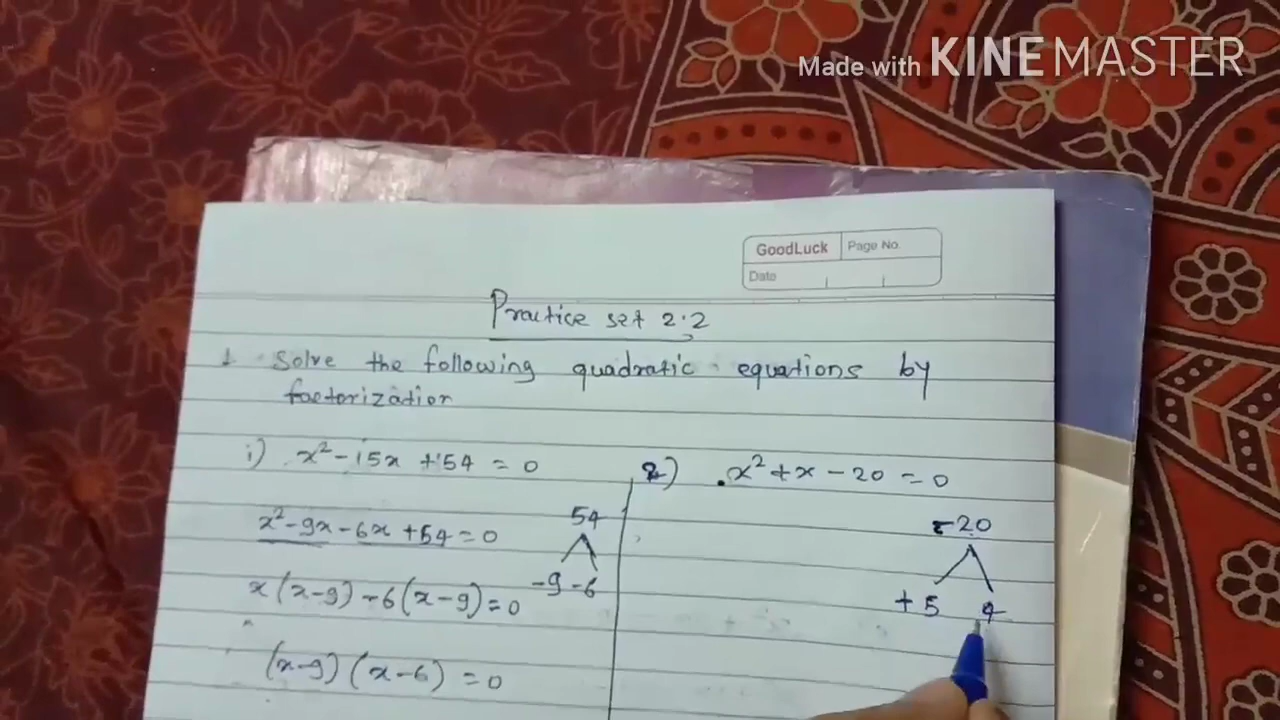 Made with KINEMASTER
GoodLuck Page No.
Date
Practice set 2.2
1 Solve the following quadratic equations by
factorization
i) x² - 15x + 54 = 0
x² - 9x - 6x + 54 = 0
54
-9 -6
x(x-9) - 6(x-9) = 0
(x-9) (x-6) = 0
2) x² + x - 20 = 0
-20
+5 4